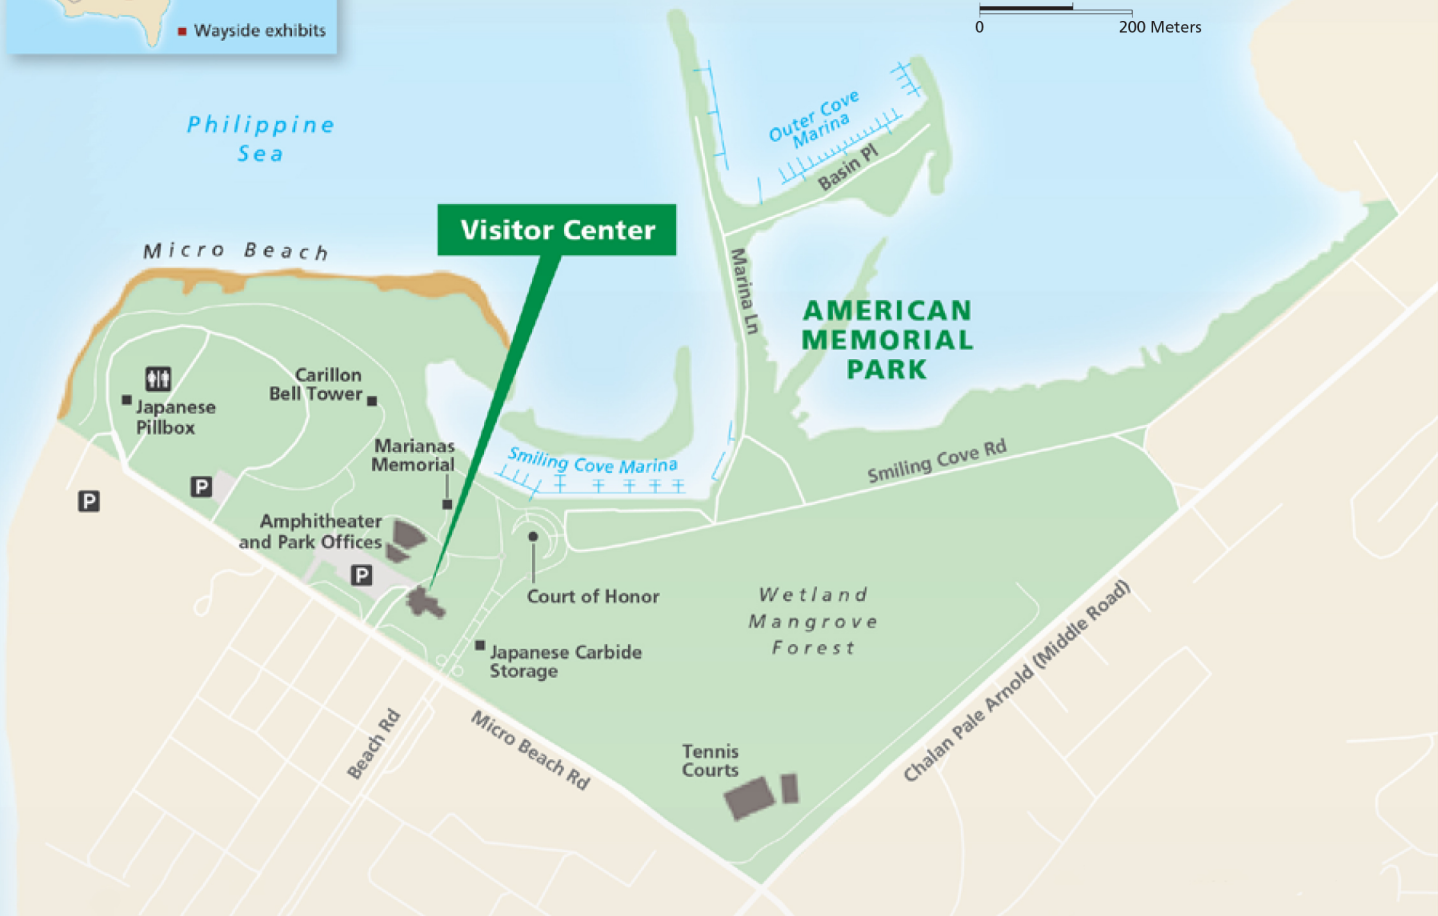 Wayside exhibits
0 200 Meters
Philippine
Sea
Outer Cove
Marina
Basin Pl
Visitor Center
Micro Beach
Marina Ln
AMERICAN
MEMORIAL
PARK
Carillon
Bell Tower
Japanese
Pillbox
Marianas
Memorial
Smiling Cove Marina
Smiling Cove Rd
P
P
Amphitheater
and Park Offices
P
Court of Honor
Wetland
Mangrove
Forest
Japanese Carbide
Storage
Chalan Pale Arnold (Middle Road)
Beach Rd
Micro Beach Rd
Tennis
Courts